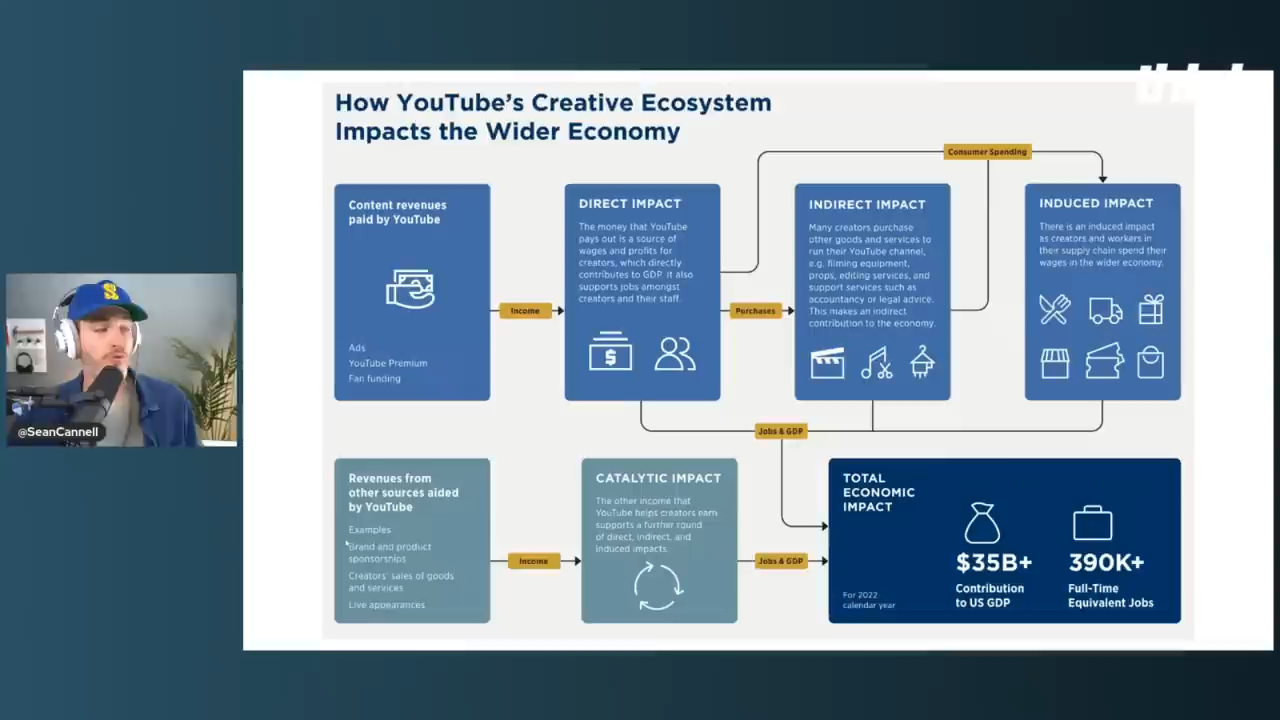 How YouTube's Creative Ecosystem
Impacts the Wider Economy
Consumer Spending
Content revenues
paid by YouTube
Ads
YouTube Premium
Fan funding
Income
DIRECT IMPACT
The money that YouTube
pays out is a source of
wages and profits for
creators, which directly
contributes to GDP. It also
supports jobs amongst
creators and their staff.
$
Purchases
INDIRECT IMPACT
Many creators purchase
other goods and services to
run their YouTube channel,
e.g. filming equipment,
props, editing services, and
support services such as
accountancy or legal advice.
This makes an indirect
contribution to the economy.
INDUCED IMPACT
There is an induced impact
as creators and workers in
their supply chain spend their
wages in the wider economy.
@SeanCannell
Jobs & GDP
Revenues from
other sources aided
by YouTube
Examples
Brand and product
sponsorships
Creators' sales of goods
and services
Live appearances
Income
CATALYTIC IMPACT
The other income that
YouTube helps creators earn
supports a further round
of direct, indirect, and
induced impacts.
Jobs & GDP
TOTAL
ECONOMIC
IMPACT
For 2022
calendar year
$35B+
Contribution
to US GDP
390K+
Full-Time
Equivalent Jobs